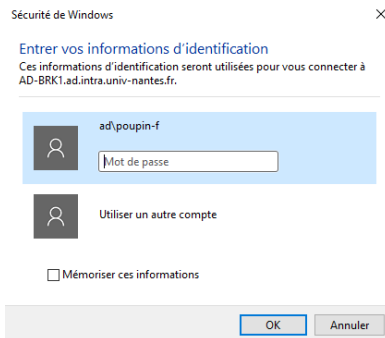 Sécurité de Windows
Entrer vos informations d'identification
Ces informations d'identification seront utilisées pour vous connecter à
AD-BRK1.ad.intra.univ-nantes.fr.
ad\poupin-f
Mot de passe
Utiliser un autre compte
Mémoriser ces informations
OK
Annuler